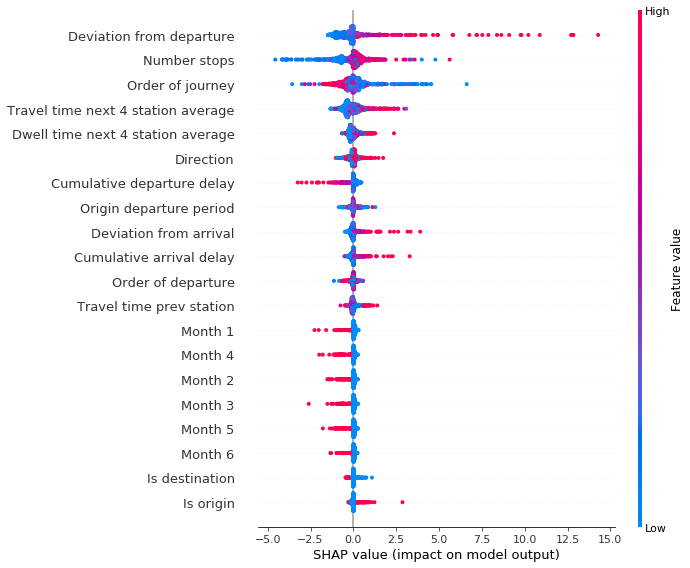 High
Deviation from departure
Number stops
Order of journey
Travel time next 4 station average
Dwell time next 4 station average
Direction
Cumulative departure delay
Origin departure period
Deviation from arrival
Cumulative arrival delay
Order of departure
Travel time prev station
Month 1
Month 4
Month 2
Month 3
Month 5
Month 6
Is destination
Is origin
Feature value
Low
−5.0 −2.5 0.0 2.5 5.0 7.5 10.0 12.5 15.0
SHAP value (impact on model output)